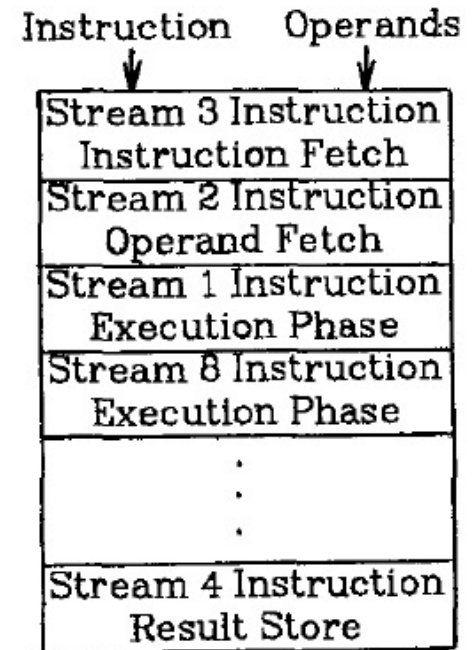 Instruction Operands
Stream 3 Instruction
Instruction Fetch
Stream 2 Instruction
Operand Fetch
Stream 1 Instruction
Execution Phase
Stream 8 Instruction
Execution Phase
.
.
.
Stream 4 Instruction
Result Store